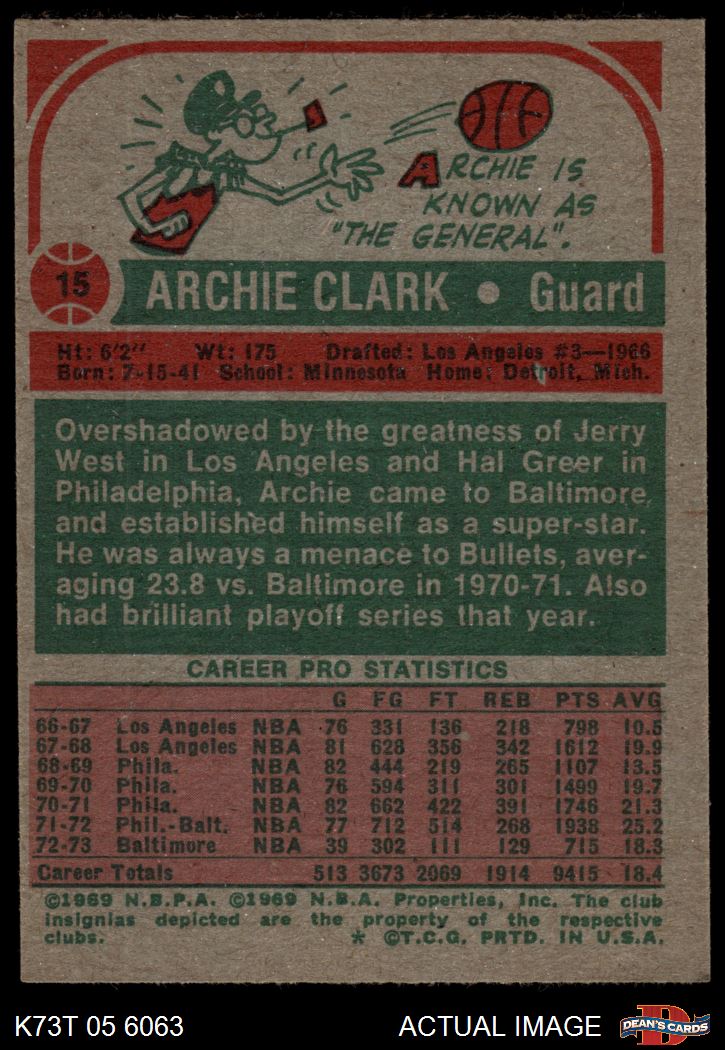 ARCHIE IS
KNOWN AS
"THE GENERAL".
15 ARCHIE CLARK • Guard
Ht: 6'2" Wt: 175 Drafted: Los Angeles #3—1966
Born: 7-15-41 School: Minnesota Home: Detroit, Mich.
Overshadowed by the greatness of Jerry
West in Los Angeles and Hal Greer in
Philadelphia, Archie came to Baltimore,
and established himself as a super-star.
He was always a menace to Bullets, aver-
aging 23.8 vs. Baltimore in 1970-71. Also
had brilliant playoff series that year.
CAREER PRO STATISTICS
G FG FT REB PTS AVG
66-67 Los Angeles NBA 76 331 136 218 798 10.5
67-68 Los Angeles NBA 81 628 356 342 1612 19.9
68-69 Phila. NBA 82 444 219 265 1107 13.5
69-70 Phila. NBA 76 594 311 301 1499 19.7
70-71 Phila. NBA 82 662 422 391 1746 21.3
71-72 Phil.-Balt. NBA 77 712 514 268 1938 25.2
72-73 Baltimore NBA 39 302 111 129 715 18.3
Career Totals 513 3673 2069 1914 9415 18.4
©1969 N.B.P.A. ©1969 N.B.A. Properties, Inc. The club
insignias depicted are the property of the respective
clubs. * ©T.C.G. PRTD. IN U.S.A.
K73T 05 6063 ACTUAL IMAGE DEAN'S CARDS